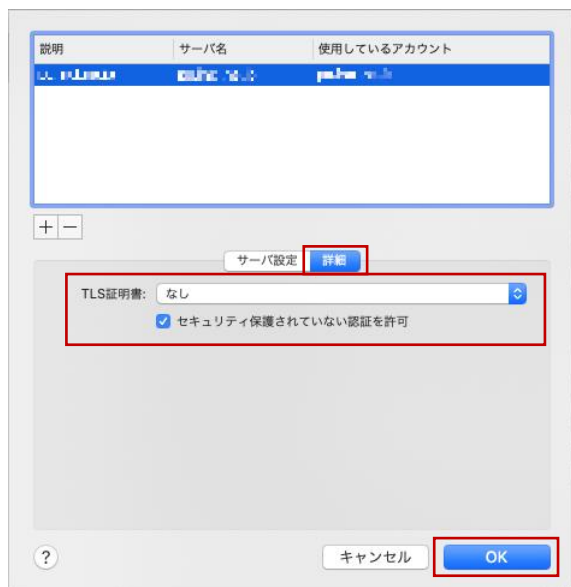 説明 サーバ名 使用しているアカウント
+ −
サーバ設定 詳細
TLS証明書: なし
セキュリティ保護されていない認証を許可
? キャンセル OK